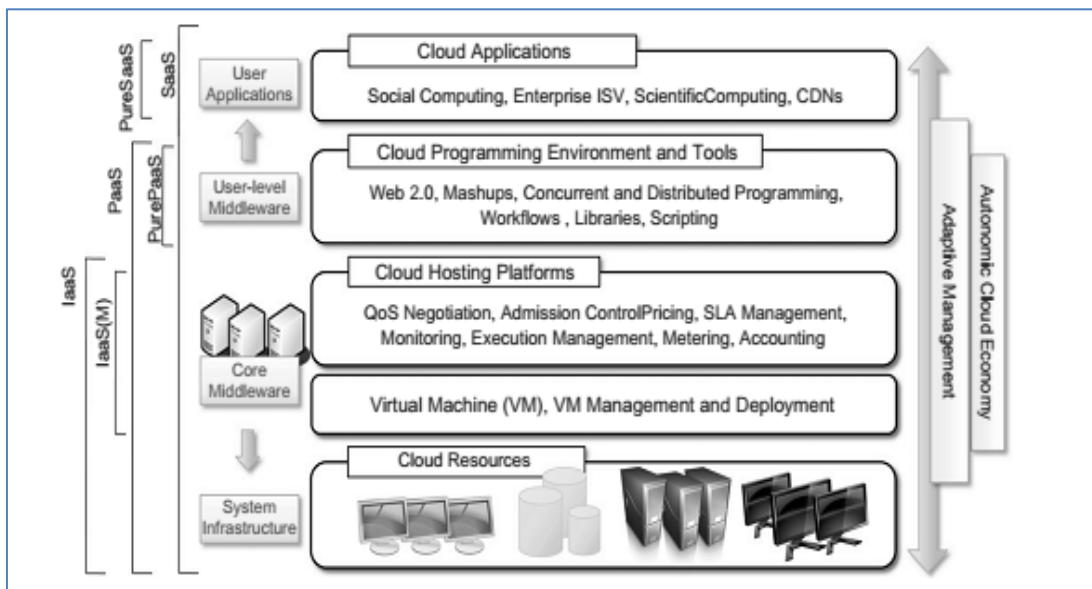 PureSaaS
SaaS
User
Applications
Cloud Applications
Social Computing, Enterprise ISV, ScientificComputing, CDNs
PaaS
PurePaaS
User-level
Middleware
Cloud Programming Environment and Tools
Web 2.0, Mashups, Concurrent and Distributed Programming,
Workflows , Libraries, Scripting
IaaS
IaaS(M)
Core
Middleware
Cloud Hosting Platforms
QoS Negotiation, Admission ControlPricing, SLA Management,
Monitoring, Execution Management, Metering, Accounting
Virtual Machine (VM), VM Management and Deployment
System
Infrastructure
Cloud Resources
Adaptive Management
Autonomic Cloud Economy